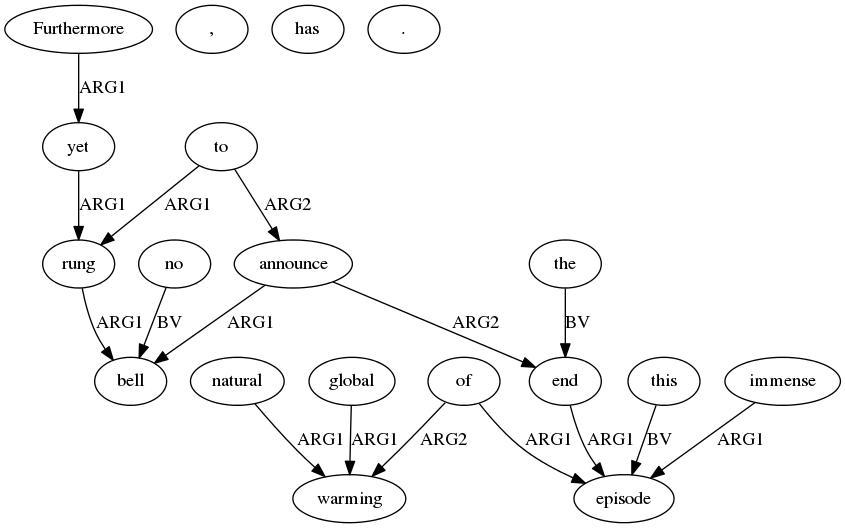 Furthermore , has .
ARG1
yet to
ARG1 ARG1 ARG2
rung no announce the
ARG1 BV ARG1 ARG2 BV
bell natural global of end this immense
ARG1 ARG1 ARG2 ARG1 ARG1 BV ARG1
warming episode